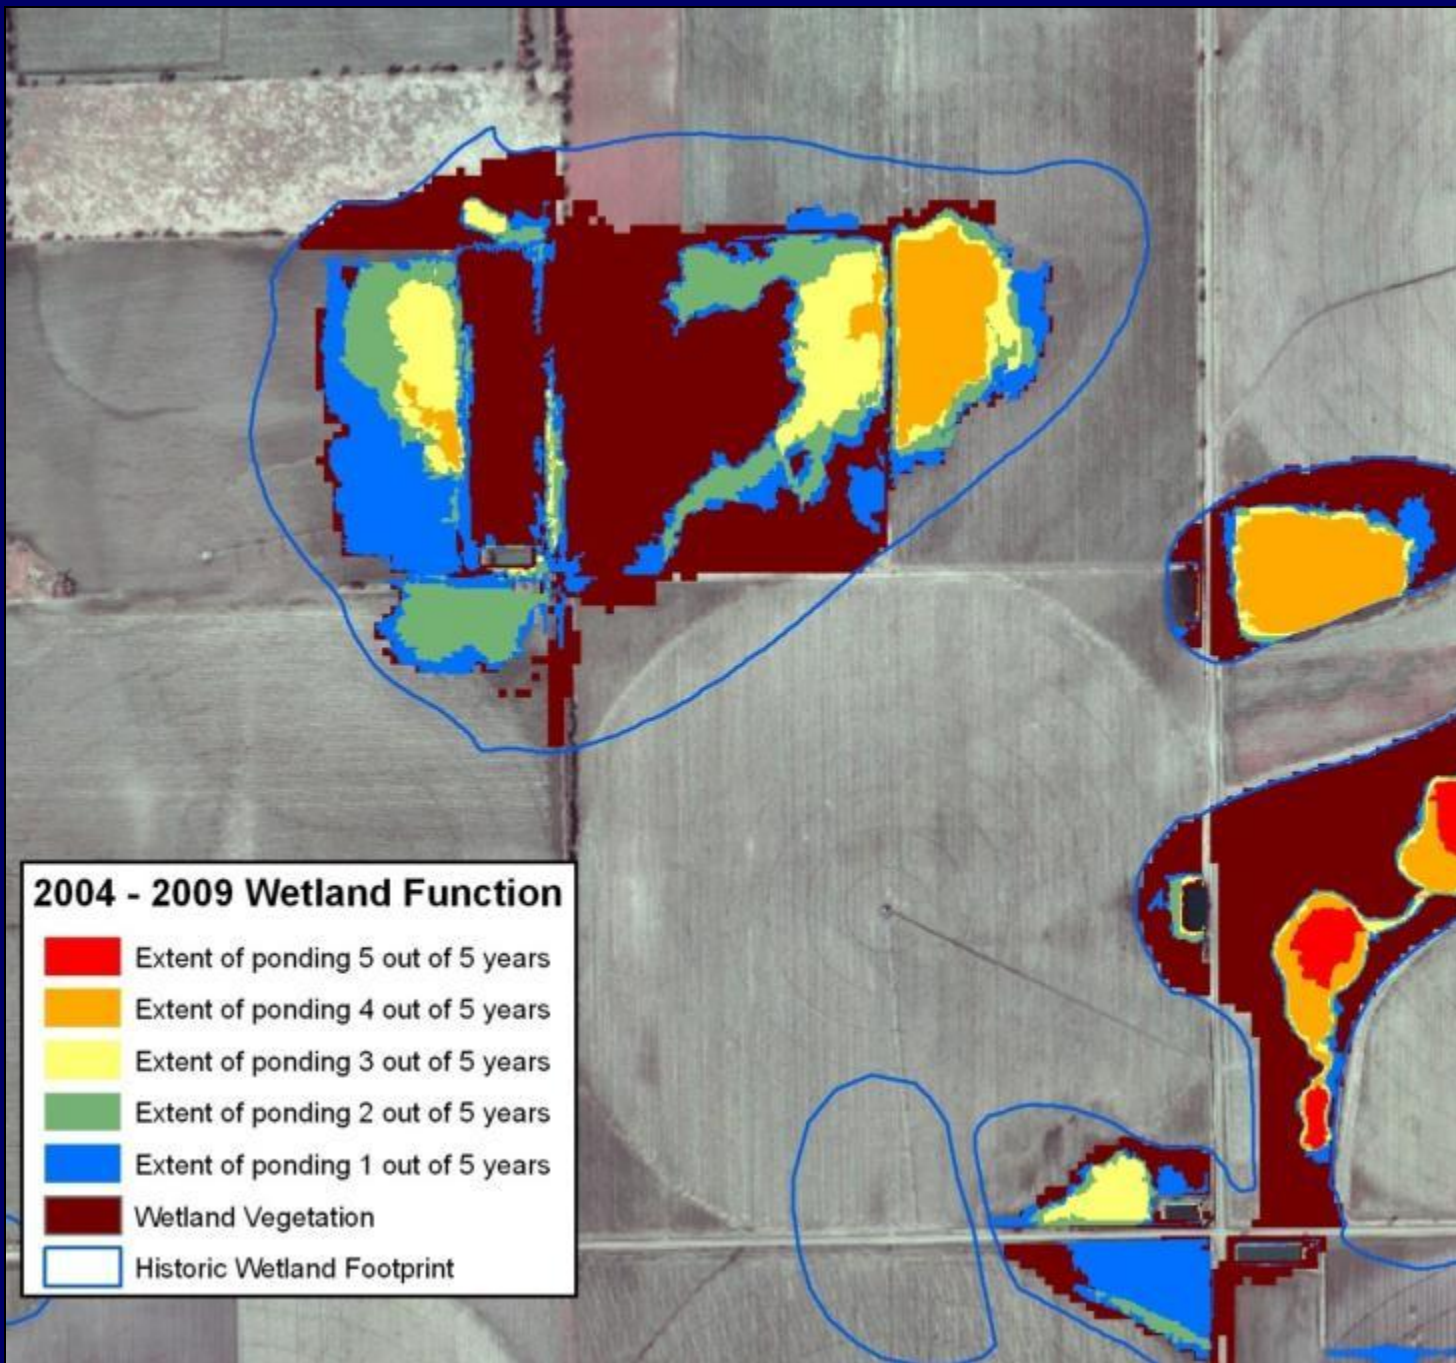 2004 - 2009 Wetland Function
Extent of ponding 5 out of 5 years
Extent of ponding 4 out of 5 years
Extent of ponding 3 out of 5 years
Extent of ponding 2 out of 5 years
Extent of ponding 1 out of 5 years
Wetland Vegetation
Historic Wetland Footprint